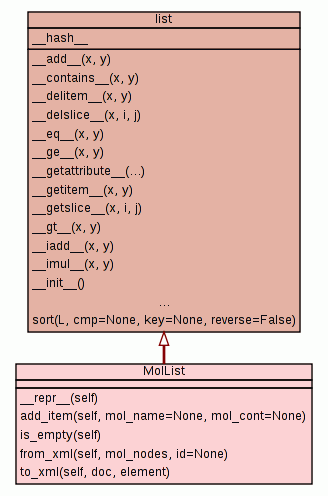 list
__hash__
__add__(x, y)
__contains__(x, y)
__delitem__(x, y)
__delslice__(x, i, j)
__eq__(x, y)
__ge__(x, y)
__getattribute__(...)
__getitem__(x, y)
__getslice__(x, i, j)
__gt__(x, y)
__iadd__(x, y)
__imul__(x, y)
__init__()
...
sort(L, cmp=None, key=None, reverse=False)
MolList
__repr__(self)
add_item(self, mol_name=None, mol_cont=None)
is_empty(self)
from_xml(self, mol_nodes, id=None)
to_xml(self, doc, element)